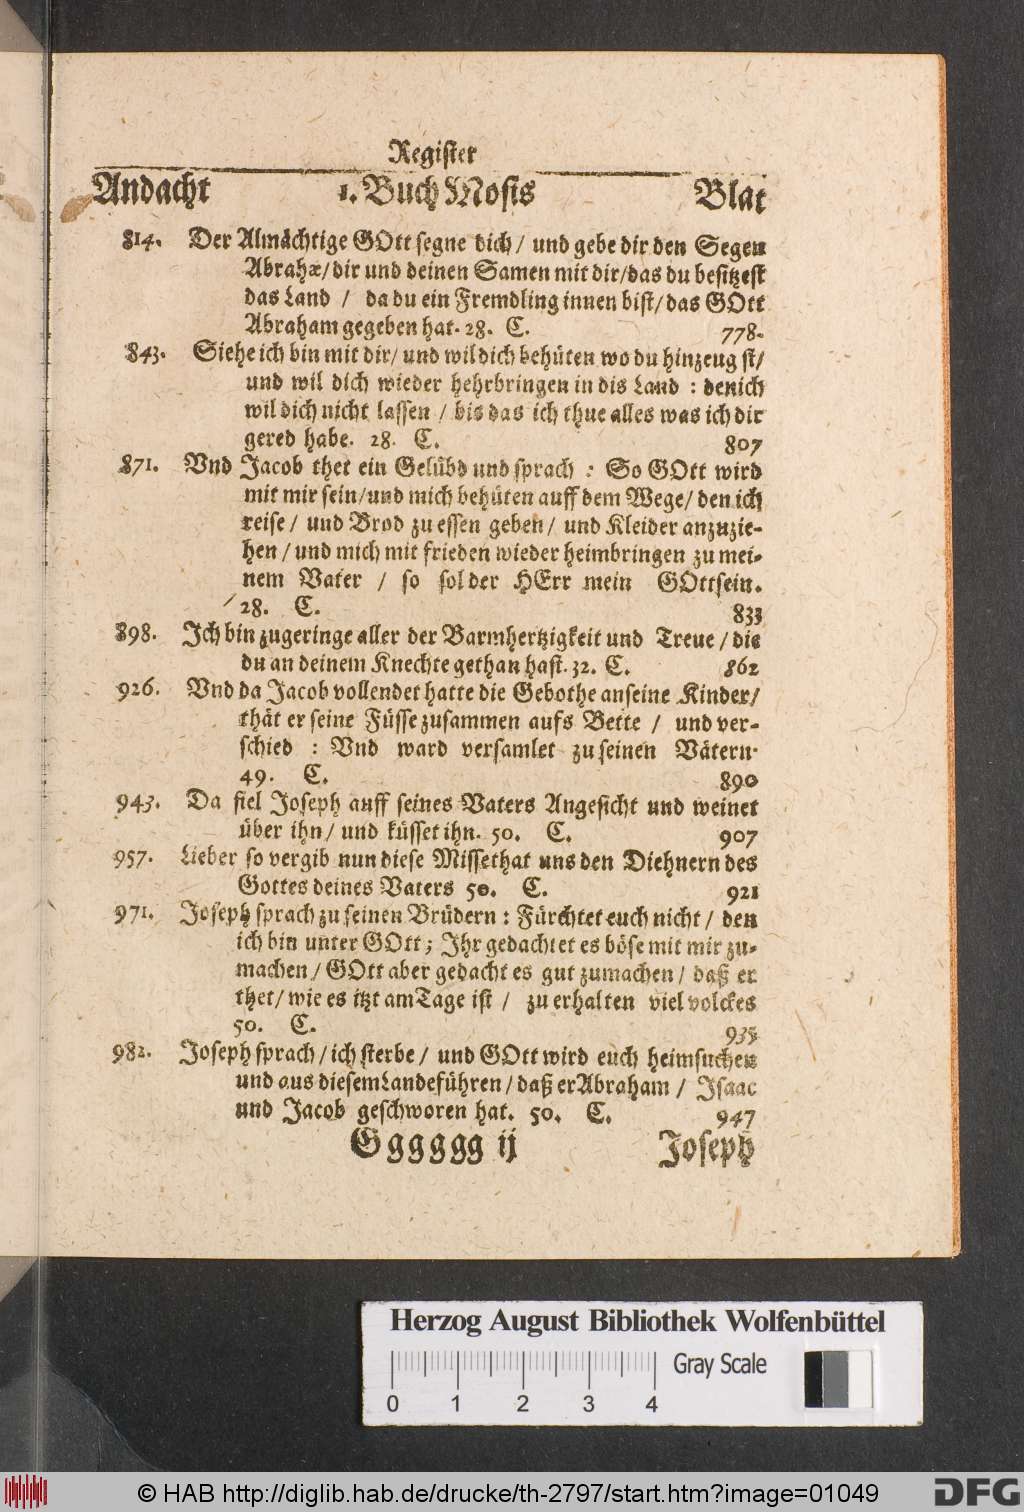 Register
Andacht 1. Buch Mosis Blat
814. Der Almächtige GOtt segne dich / und gebe dir den Segen
Abrahæ / dir und deinen Samen mit dir / das du besitzest
das Land / da du ein Fremdling innen bist / das GOtt
Abraham gegeben hat. 28. C. 778.
843. Siehe ich bin mit dir / und wil dich behüten wo du hinzeug st /
und wil dich wieder hehrbringen in dis Land : den ich
wil dich nicht lassen / bis das ich thue alles was ich dir
gered habe. 28. C. 807
871. Vnd Jacob thet ein Gelübd und sprach : So GOtt wird
mit mir sein / und mich behüten auff dem Wege / den ich
reise / und Brod zu essen geben / und Kleider anzuzie-
hen / und mich mit frieden wieder heimbringen zu mei-
nem Vater / so sol der HErr mein GOtt sein.
28. C. 833
898. Ich bin zugeringe aller der Barmhertzigkeit und Treue / die
du an deinem Knechte gethan hast. 32. C. 862
926. Vnd da Jacob vollendet hatte die Gebothe an seine Kinder /
thät er seine Füsse zusammen aufs Bette / und ver-
schied : Vnd ward versamlet zu seinen Vätern.
49. C. 890
943. Da fiel Joseph auff seines Vaters Angesicht und weinet
über ihn / und küsset ihn. 50. C. 907
957. Lieber so vergib nun diese Missethat uns den Diehnern des
Gottes deines Vaters 50. C. 921
971. Joseph sprach zu seinen Brüdern : Fürchtet euch nicht / den
ich bin unter GOtt ; Ihr gedachtet es böse mit mir zu-
machen / GOtt aber gedacht es gut zumachen / daß er
thet / wie es itzt am Tage ist / zu erhalten viel volckes
50. C. 935
982. Joseph sprach / ich sterbe / und GOtt wird euch heimsuchen
und aus diesem Lande führen / daß er Abraham / Isaac
und Jacob geschworen hat. 50. C. 947
Gggggg ij Joseph
Herzog August Bibliothek Wolfenbüttel
Gray Scale
0 1 2 3 4
© HAB http://diglib.hab.de/drucke/th-2797/start.htm?image=01049
DFG